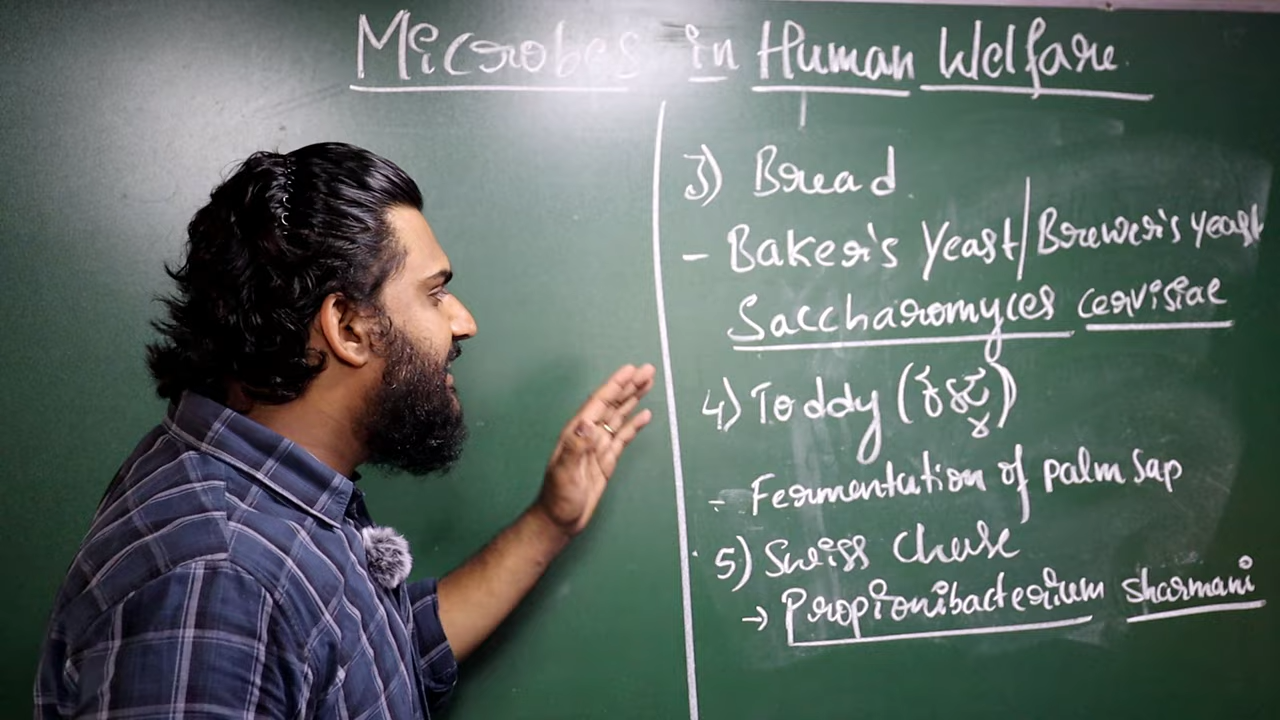 Microbes in Human Welfare
3) Bread
- Baker's Yeast/Brewer's yeast
Saccharomyces cervisiae
4) Toddy ( )
- Fermentation of palm sap
5) Swiss Cheese
→ Propionibacterium sharmani